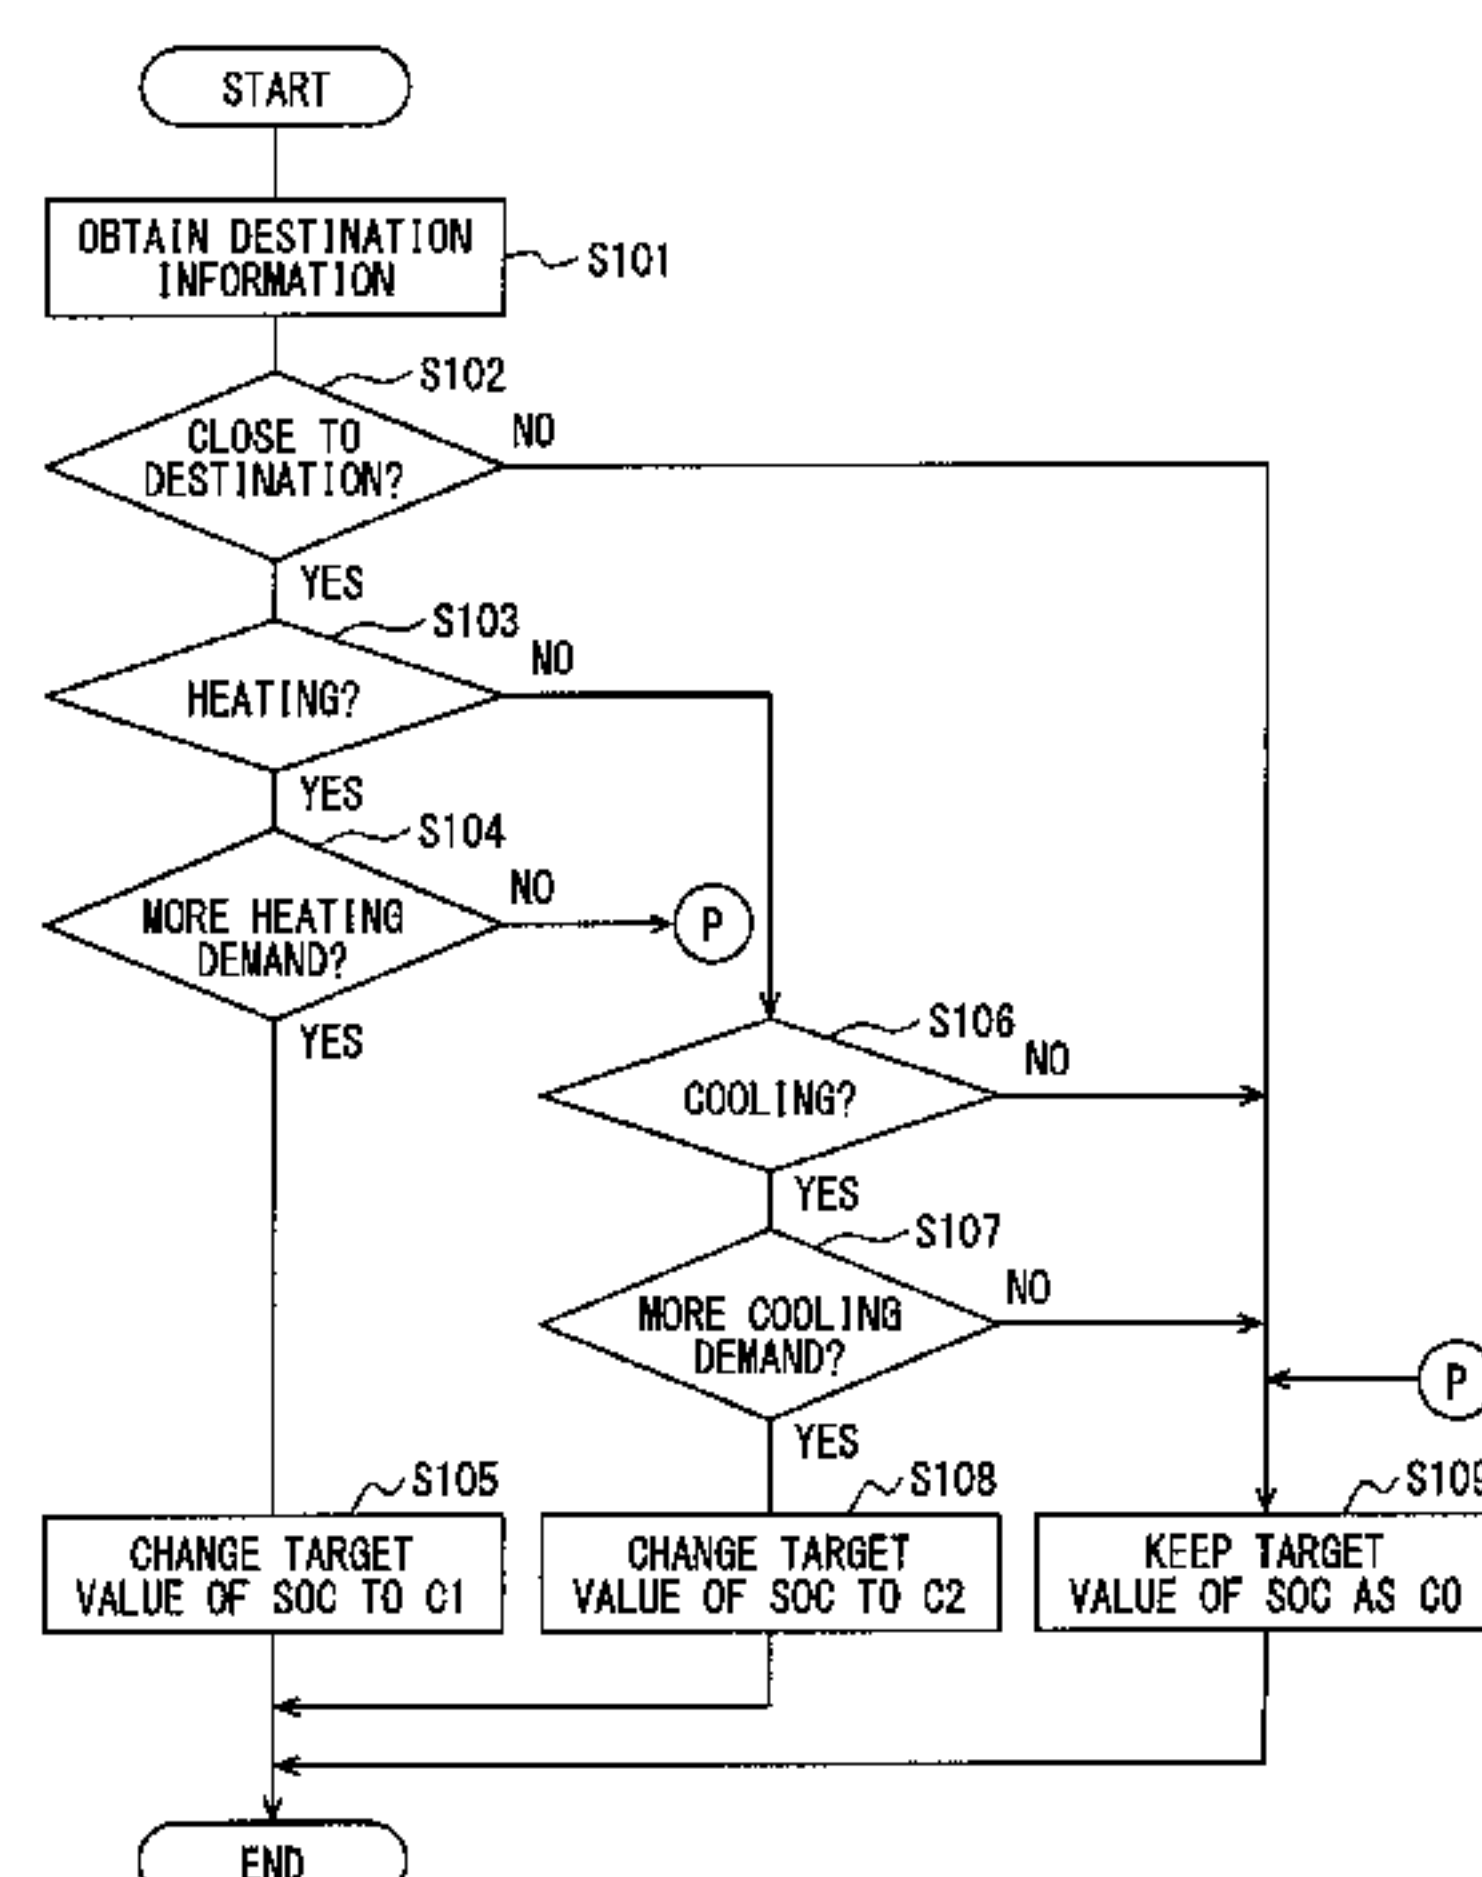 START
OBTAIN DESTINATION
INFORMATION
S101
S102
CLOSE TO
DESTINATION?
NO
YES
S103
HEATING?
NO
YES
S104
MORE HEATING
DEMAND?
NO
P
YES
S106
COOLING?
NO
YES
S107
MORE COOLING
DEMAND?
NO
P
YES
S105
CHANGE TARGET
VALUE OF SOC TO C1
S108
CHANGE TARGET
VALUE OF SOC TO C2
S109
KEEP TARGET
VALUE OF SOC AS C0
END